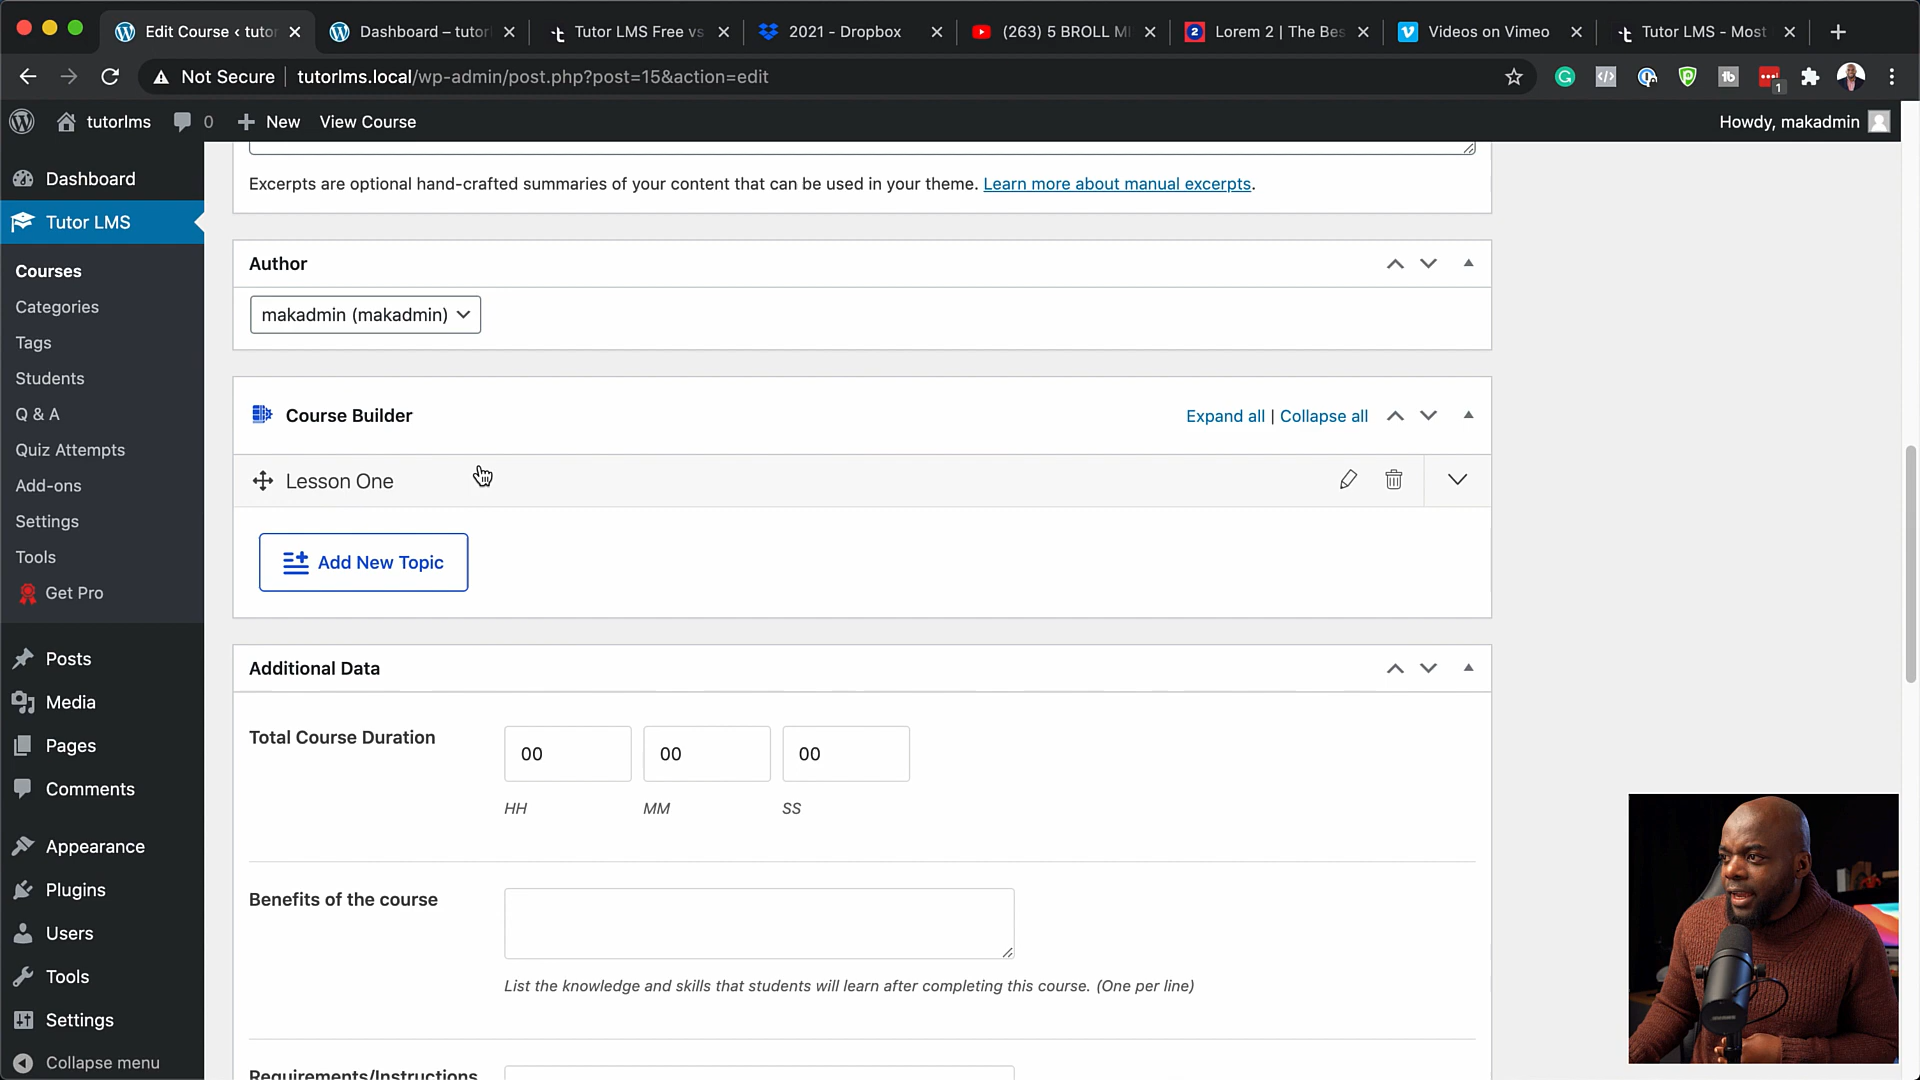 Edit Course ‹ tutor
Dashboard – tutorl
Tutor LMS Free vs
2021 - Dropbox
(263) 5 BROLL MI
Lorem 2 | The Bes
Videos on Vimeo
Tutor LMS - Most
Not Secure
tutorlms.local/wp-admin/post.php?post=15&action=edit
1
tutorlms
0
New
View Course
Howdy, makadmin
Dashboard
Tutor LMS
Courses
Categories
Tags
Students
Q & A
Quiz Attempts
Add-ons
Settings
Tools
Get Pro
Posts
Media
Pages
Comments
Appearance
Plugins
Users
Tools
Settings
Collapse menu
Excerpts are optional hand-crafted summaries of your content that can be used in your theme. Learn more about manual excerpts.
Author
makadmin (makadmin)
Course Builder
Expand all | Collapse all
Lesson One
Add New Topic
Additional Data
Total Course Duration
00 00 00
HH MM SS
Benefits of the course
List the knowledge and skills that students will learn after completing this course. (One per line)
Requirements/Instructions